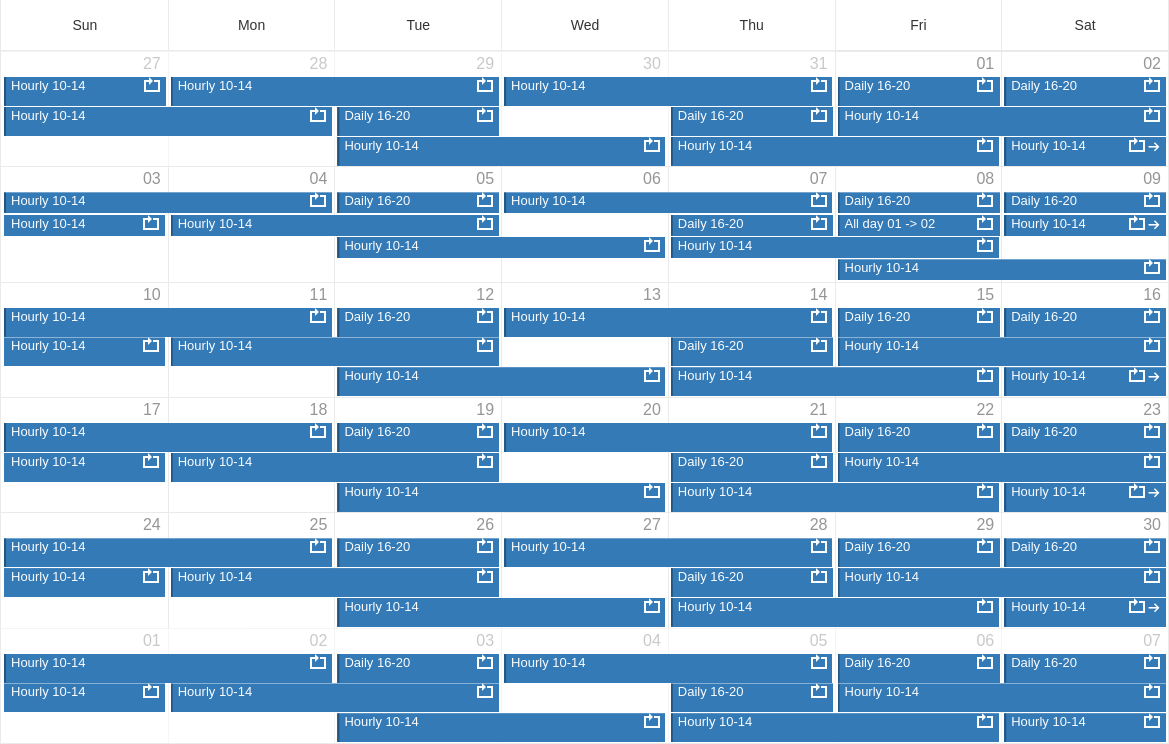 Sun Mon Tue Wed Thu Fri Sat
27 28 29 30 31 01 02
Hourly 10-14 Hourly 10-14 Hourly 10-14 Daily 16-20 Daily 16-20
Hourly 10-14 Daily 16-20 Daily 16-20 Hourly 10-14
Hourly 10-14 Hourly 10-14 Hourly 10-14
03 04 05 06 07 08 09
Hourly 10-14 Daily 16-20 Hourly 10-14 Daily 16-20 Daily 16-20
Hourly 10-14 Hourly 10-14 Daily 16-20 All day 01 -> 02 Hourly 10-14
Hourly 10-14 Hourly 10-14
Hourly 10-14
10 11 12 13 14 15 16
Hourly 10-14 Daily 16-20 Hourly 10-14 Daily 16-20 Daily 16-20
Hourly 10-14 Hourly 10-14 Daily 16-20 Hourly 10-14
Hourly 10-14 Hourly 10-14 Hourly 10-14
17 18 19 20 21 22 23
Hourly 10-14 Daily 16-20 Hourly 10-14 Daily 16-20 Daily 16-20
Hourly 10-14 Hourly 10-14 Daily 16-20 Hourly 10-14
Hourly 10-14 Hourly 10-14 Hourly 10-14
24 25 26 27 28 29 30
Hourly 10-14 Daily 16-20 Hourly 10-14 Daily 16-20 Daily 16-20
Hourly 10-14 Hourly 10-14 Daily 16-20 Hourly 10-14
Hourly 10-14 Hourly 10-14 Hourly 10-14
01 02 03 04 05 06 07
Hourly 10-14 Daily 16-20 Hourly 10-14 Daily 16-20 Daily 16-20
Hourly 10-14 Hourly 10-14 Daily 16-20 Hourly 10-14
Hourly 10-14 Hourly 10-14 Hourly 10-14